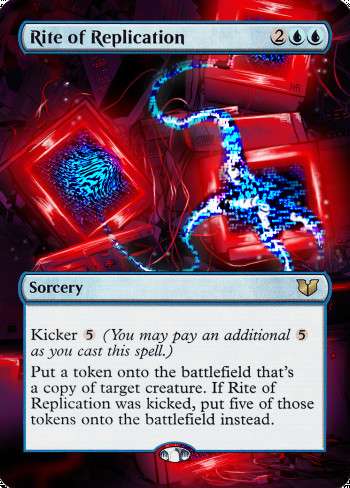 Rite of Replication 2
Sorcery
Kicker 5 (You may pay an additional 5
as you cast this spell.)
Put a token onto the battlefield that's
a copy of target creature. If Rite of
Replication was kicked, put five of those
tokens onto the battlefield instead.